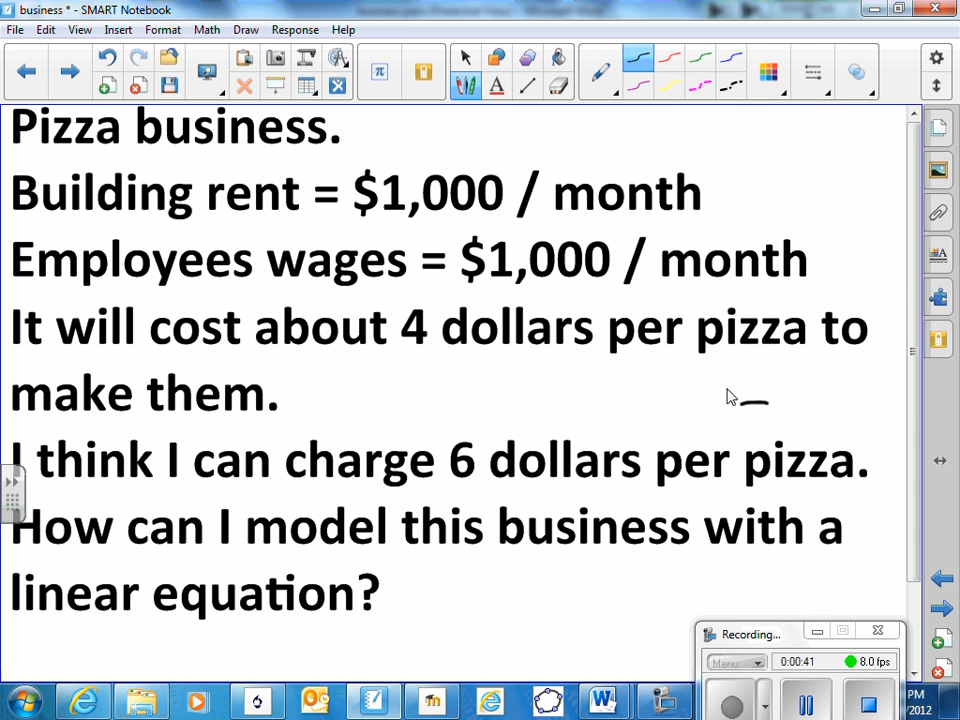 business * - SMART Notebook
File Edit View Insert Format Math Draw Response Help
Pizza business.
Building rent = $1,000 / month
Employees wages = $1,000 / month
It will cost about 4 dollars per pizza to
make them.
I think I can charge 6 dollars per pizza.
How can I model this business with a
linear equation?
Recording...
Menu 0:00:41 8.0 fps
PM
/2012